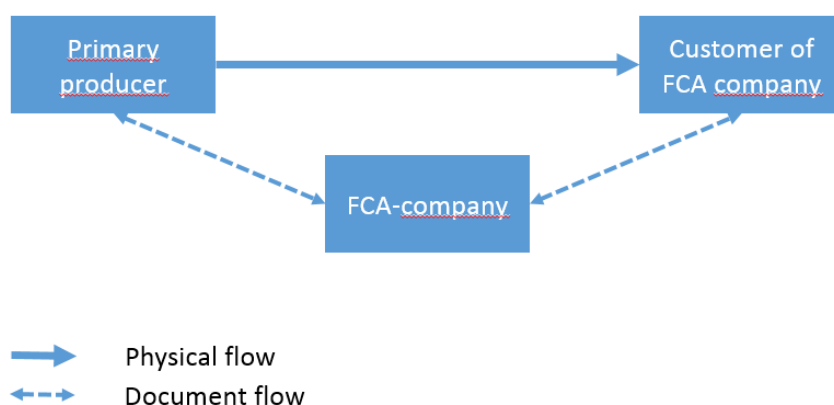 Primary
producer
Customer of
FCA company
FCA-company
Physical flow
Document flow